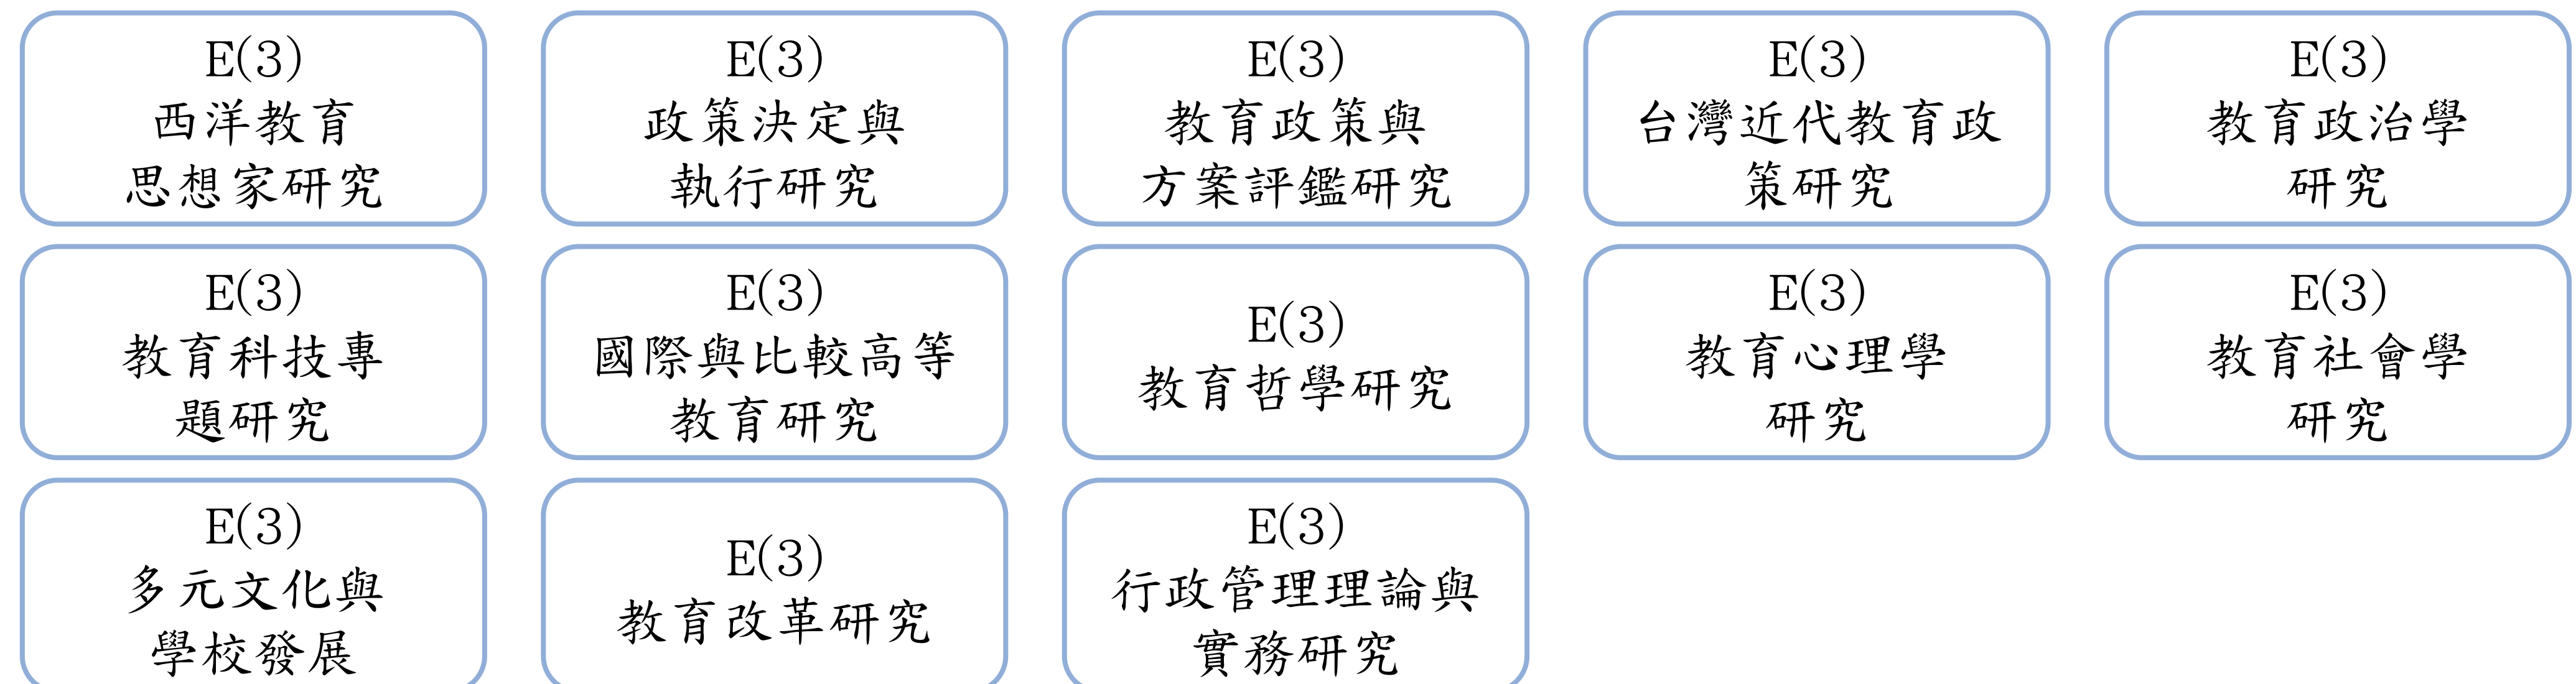 E(3)
西洋教育
思想家研究
E(3)
政策決定與
執行研究
E(3)
教育政策與
方案評鑑研究
E(3)
台灣近代教育政
策研究
E(3)
教育政治學
研究
E(3)
教育科技專
題研究
E(3)
國際與比較高等
教育研究
E(3)
教育哲學研究
E(3)
教育心理學
研究
E(3)
教育社會學
研究
E(3)
多元文化與
學校發展
E(3)
教育改革研究
E(3)
行政管理理論與
實務研究